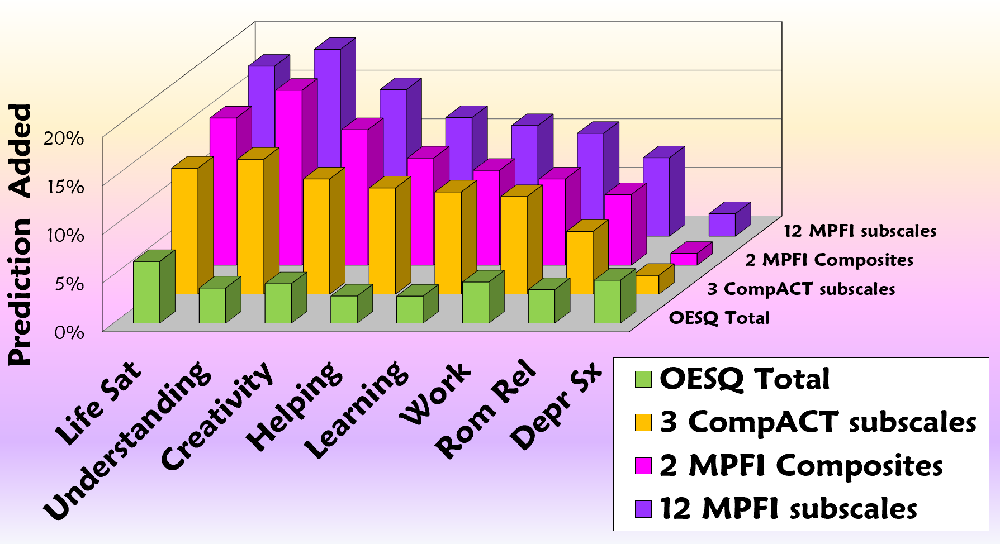 Prediction Added
20%
15%
10%
5%
0%
12 MPFI subscales
2 MPFI Composites
3 CompACT subscales
OESQ Total
Life Sat
Understanding
Creativity
Helping
Learning
Work
Rom Rel
Depr Sx
OESQ Total
3 CompACT subscales
2 MPFI Composites
12 MPFI subscales